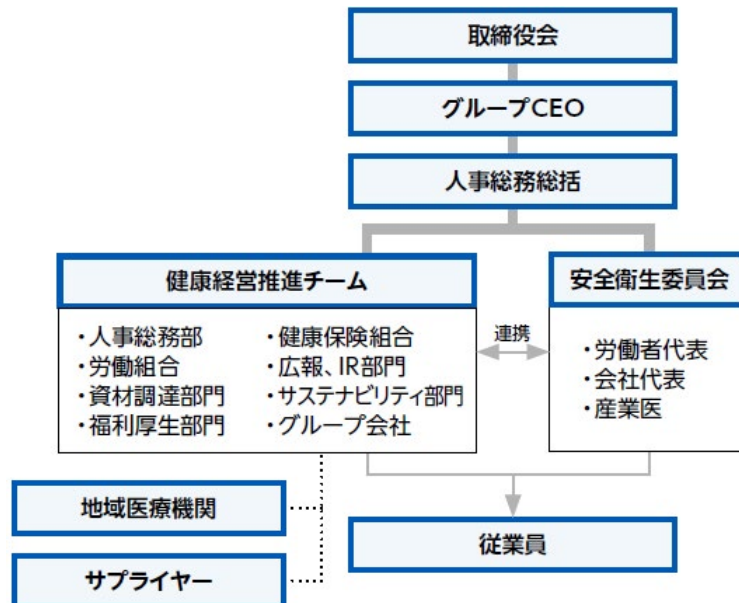 取締役会
グループCEO
人事総務総括
健康経営推進チーム
・人事総務部
・労働組合
・資材調達部門
・福利厚生部門
・健康保険組合
・広報、IR部門
・サステナビリティ部門
・グループ会社
連携
安全衛生委員会
・労働者代表
・会社代表
・産業医
地域医療機関
サプライヤー
従業員